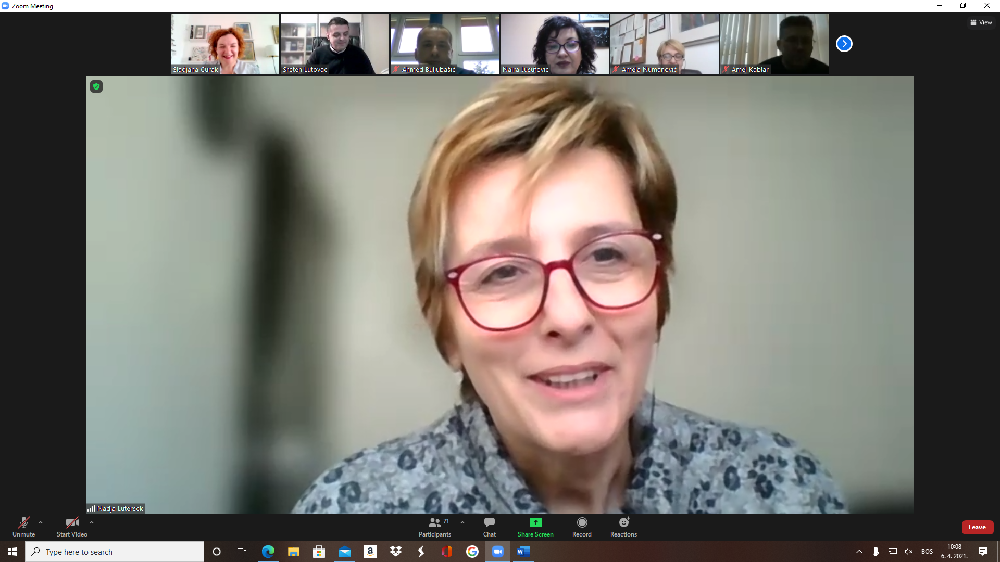 Zoom Meeting
View
Sladjana Curak
Sreten Lutovac
Ahmed Buljubašić
Naira Jusufovic
Amela Numanović
Amel Kablar
Nadja Lutersek
Unmute
Start Video
71
Participants
Chat
Share Screen
Record
Reactions
Leave
Type here to search
BOS
10:08
6. 4. 2021.